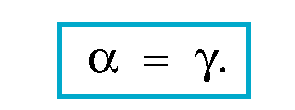 α = γ.